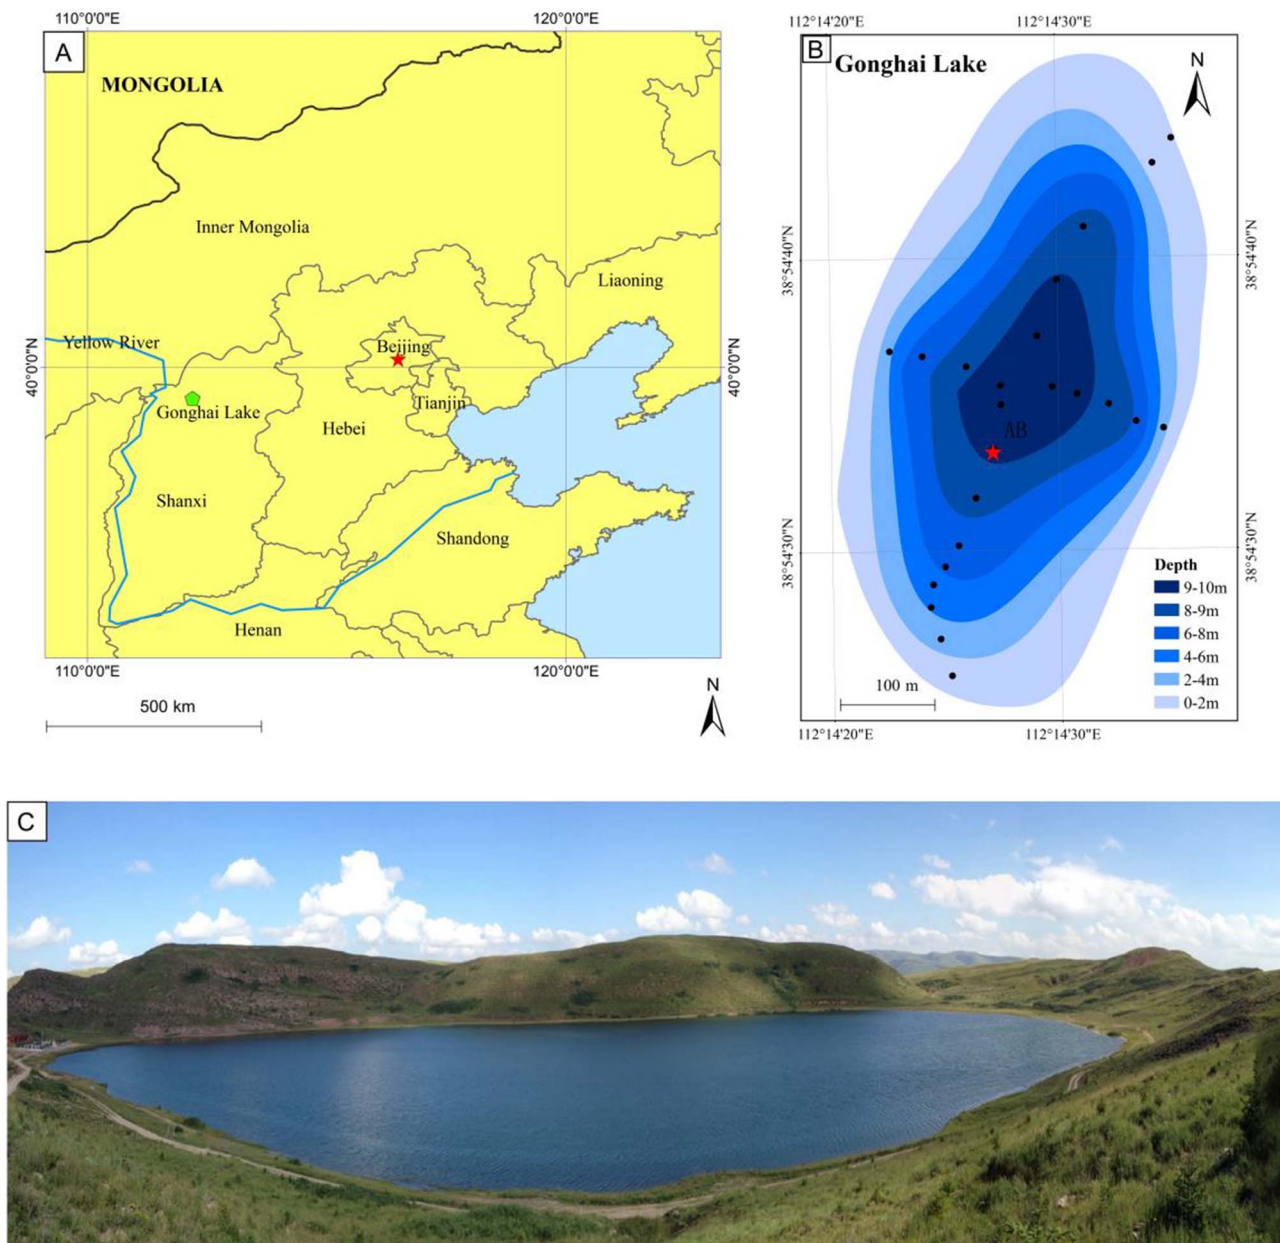 110°0'0"E
120°0'0"E
A
MONGOLIA
Inner Mongolia
Liaoning
Yellow River
Beijing
40°0'0"N
40°0'0"N
Gonghai Lake
Tianjin
Hebei
Shanxi
Shandong
Henan
110°0'0"E
120°0'0"E
500 km
N
112°14'20"E
112°14'30"E
B
Gonghai Lake
N
38°54'40"N
38°54'40"N
AB
38°54'30"N
38°54'30"N
Depth
9-10m
8-9m
6-8m
4-6m
2-4m
0-2m
100 m
112°14'20"E
112°14'30"E
C